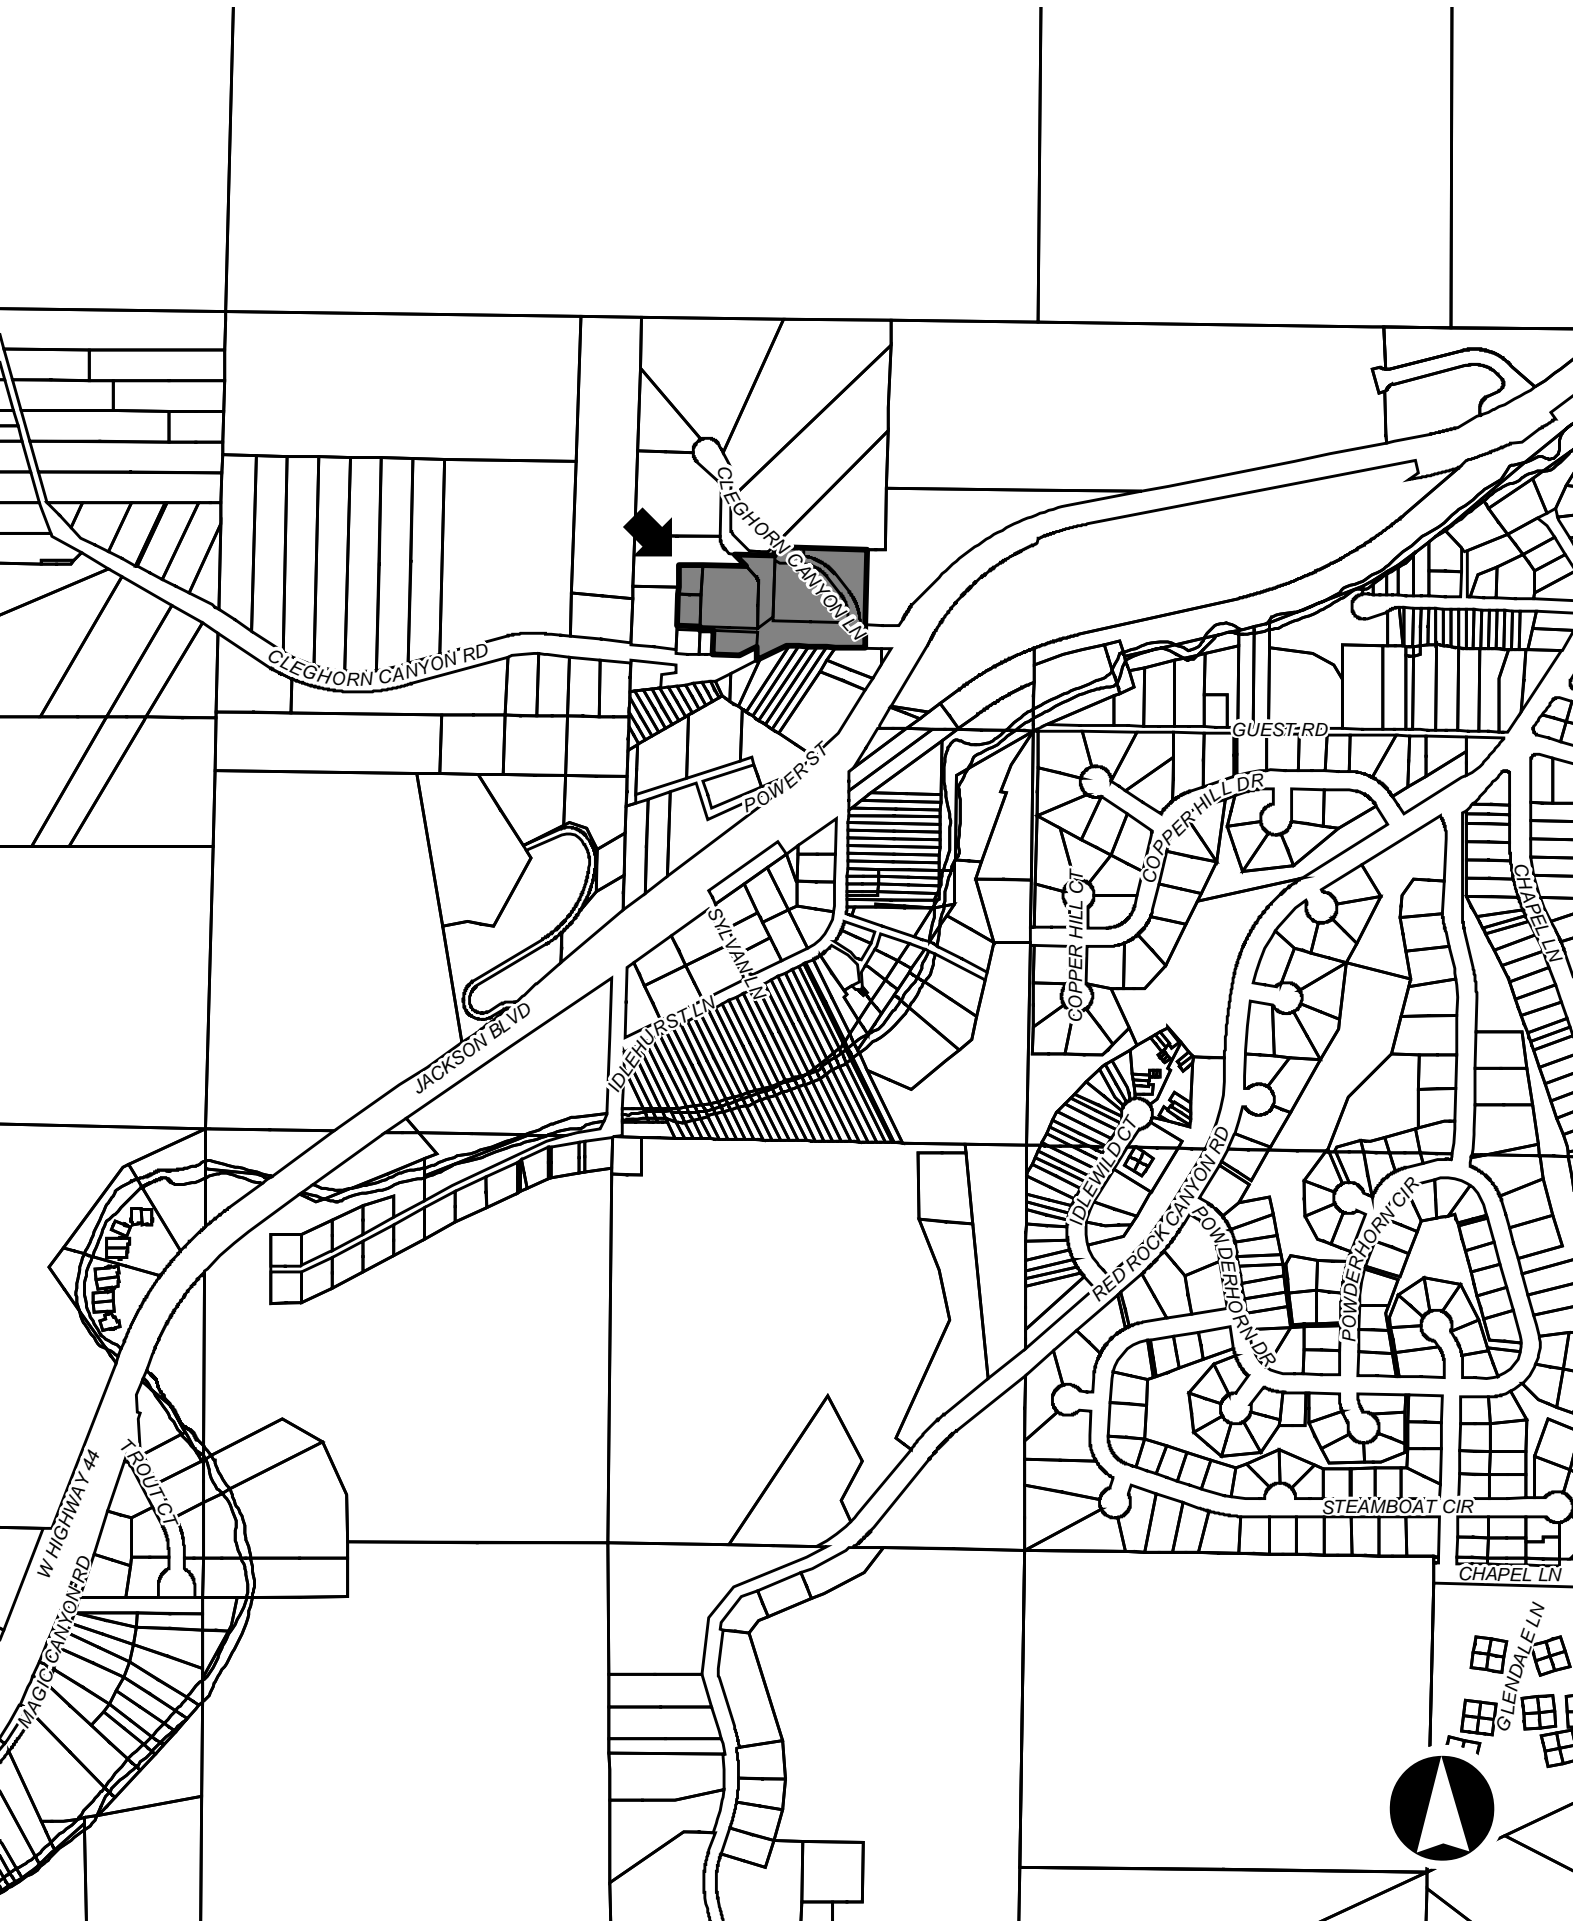 CLEGHORN CANYON LN
CLEGHORN CANYON RD
GUEST RD
POWER ST
COPPER HILL DR
COPPER HILL CT
CHAPEL LN
SYLVAN LN
IDLEHURST LN
JACKSON BLVD
IDLEWILD CT
RED ROCK CANYON RD
POWDERHORN CIR
POWDERHORN DR
W HIGHWAY 44
TROUT CT
STEAMBOAT CIR
MAGIC CANYON RD
CHAPEL LN
GLENDALE LN